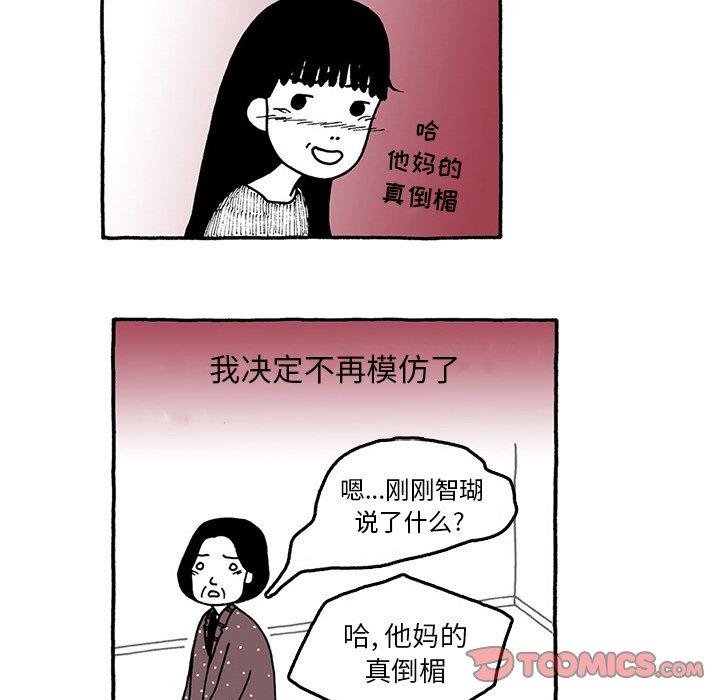 哈
他妈的
真倒楣
我决定不再模仿了
嗯...刚刚智瑚
说了什么?
哈,他妈的
真倒楣
TOOMICS.COM